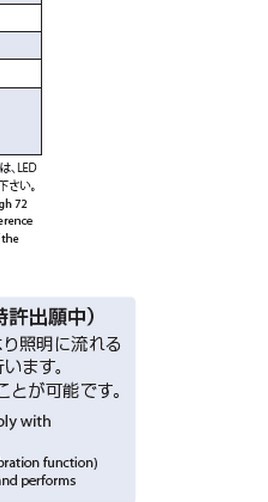 は、LED
下さい。
gh 72
erence
the
特許出願中）
より照明に流れる
行います。
ことが可能です。
ply with
bration function)
and performs